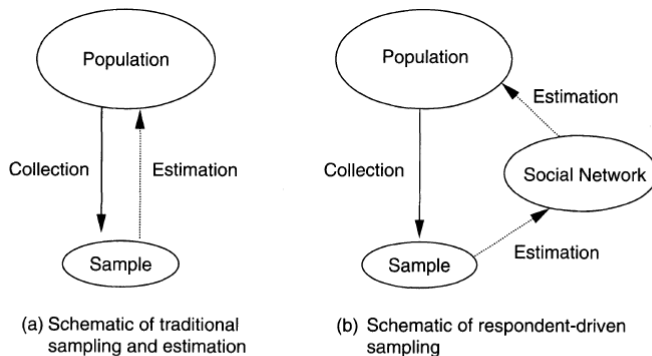 Population
Collection
Estimation
Sample
(a) Schematic of traditional
sampling and estimation
Population
Estimation
Collection
Social Network
Estimation
Sample
(b) Schematic of respondent-driven
sampling